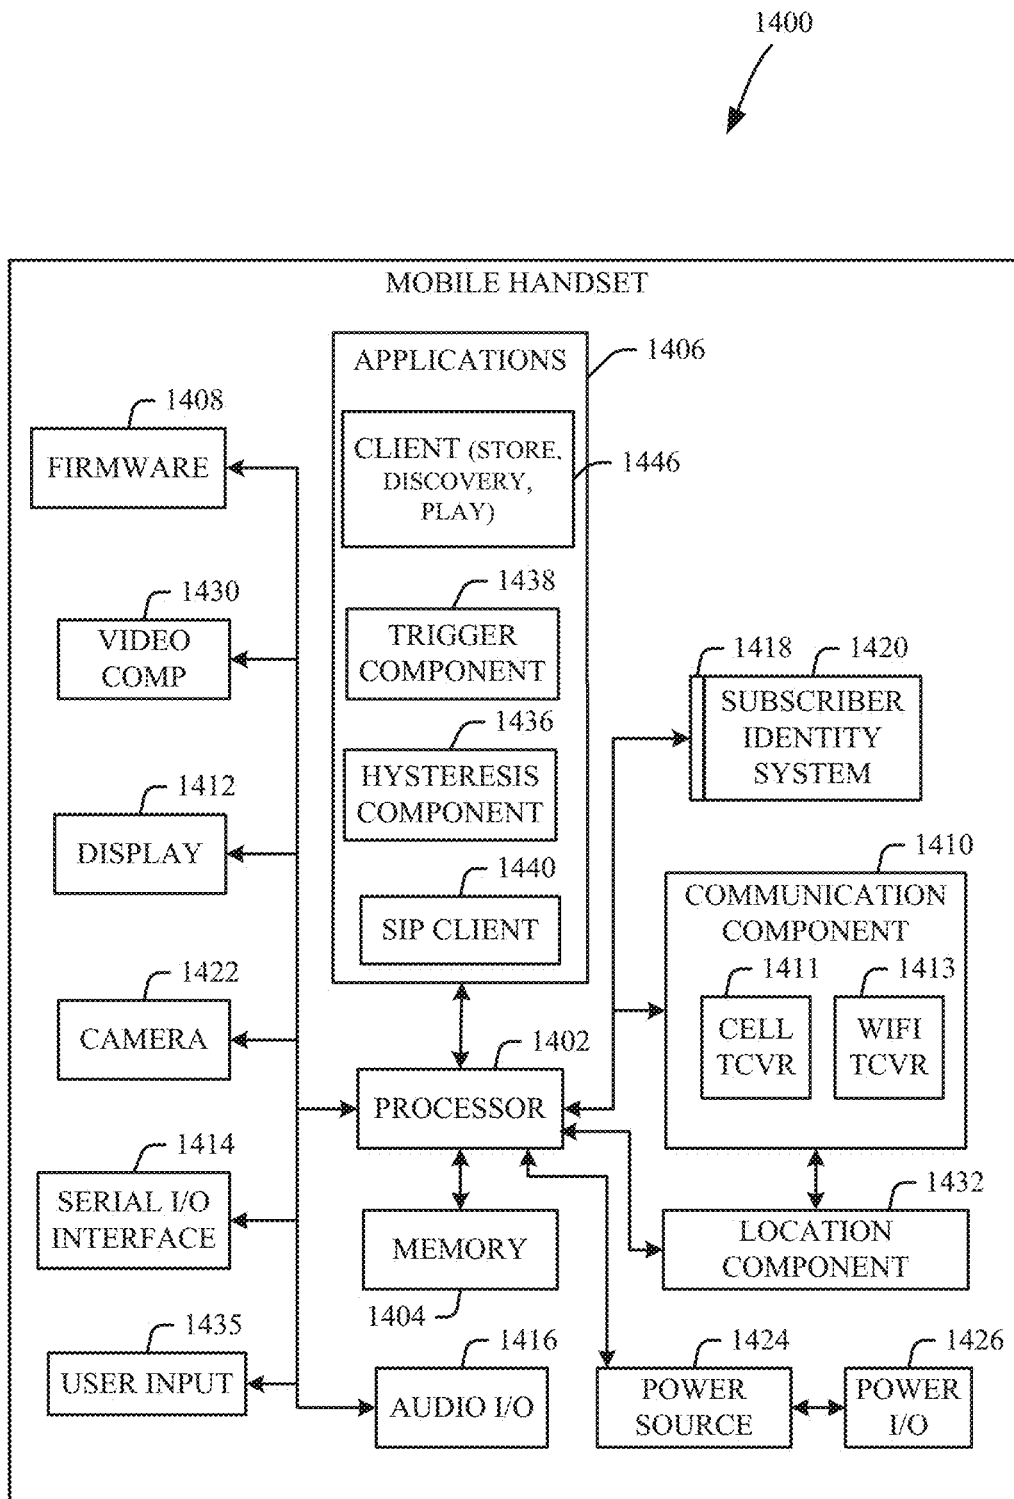 1400
MOBILE HANDSET
APPLICATIONS
1406
CLIENT (STORE,
DISCOVERY,
PLAY)
1446
1408
FIRMWARE
1438
TRIGGER
COMPONENT
1430
VIDEO
COMP
1418
1420
SUBSCRIBER
IDENTITY
SYSTEM
1436
HYSTERESIS
COMPONENT
1412
DISPLAY
1440
SIP CLIENT
1410
COMMUNICATION
COMPONENT
1411
CELL
TCVR
1413
WIFI
TCVR
1422
CAMERA
1402
PROCESSOR
1414
SERIAL I/O
INTERFACE
MEMORY
1404
1432
LOCATION
COMPONENT
1435
USER INPUT
1416
AUDIO I/O
1424
POWER
SOURCE
1426
POWER
I/O